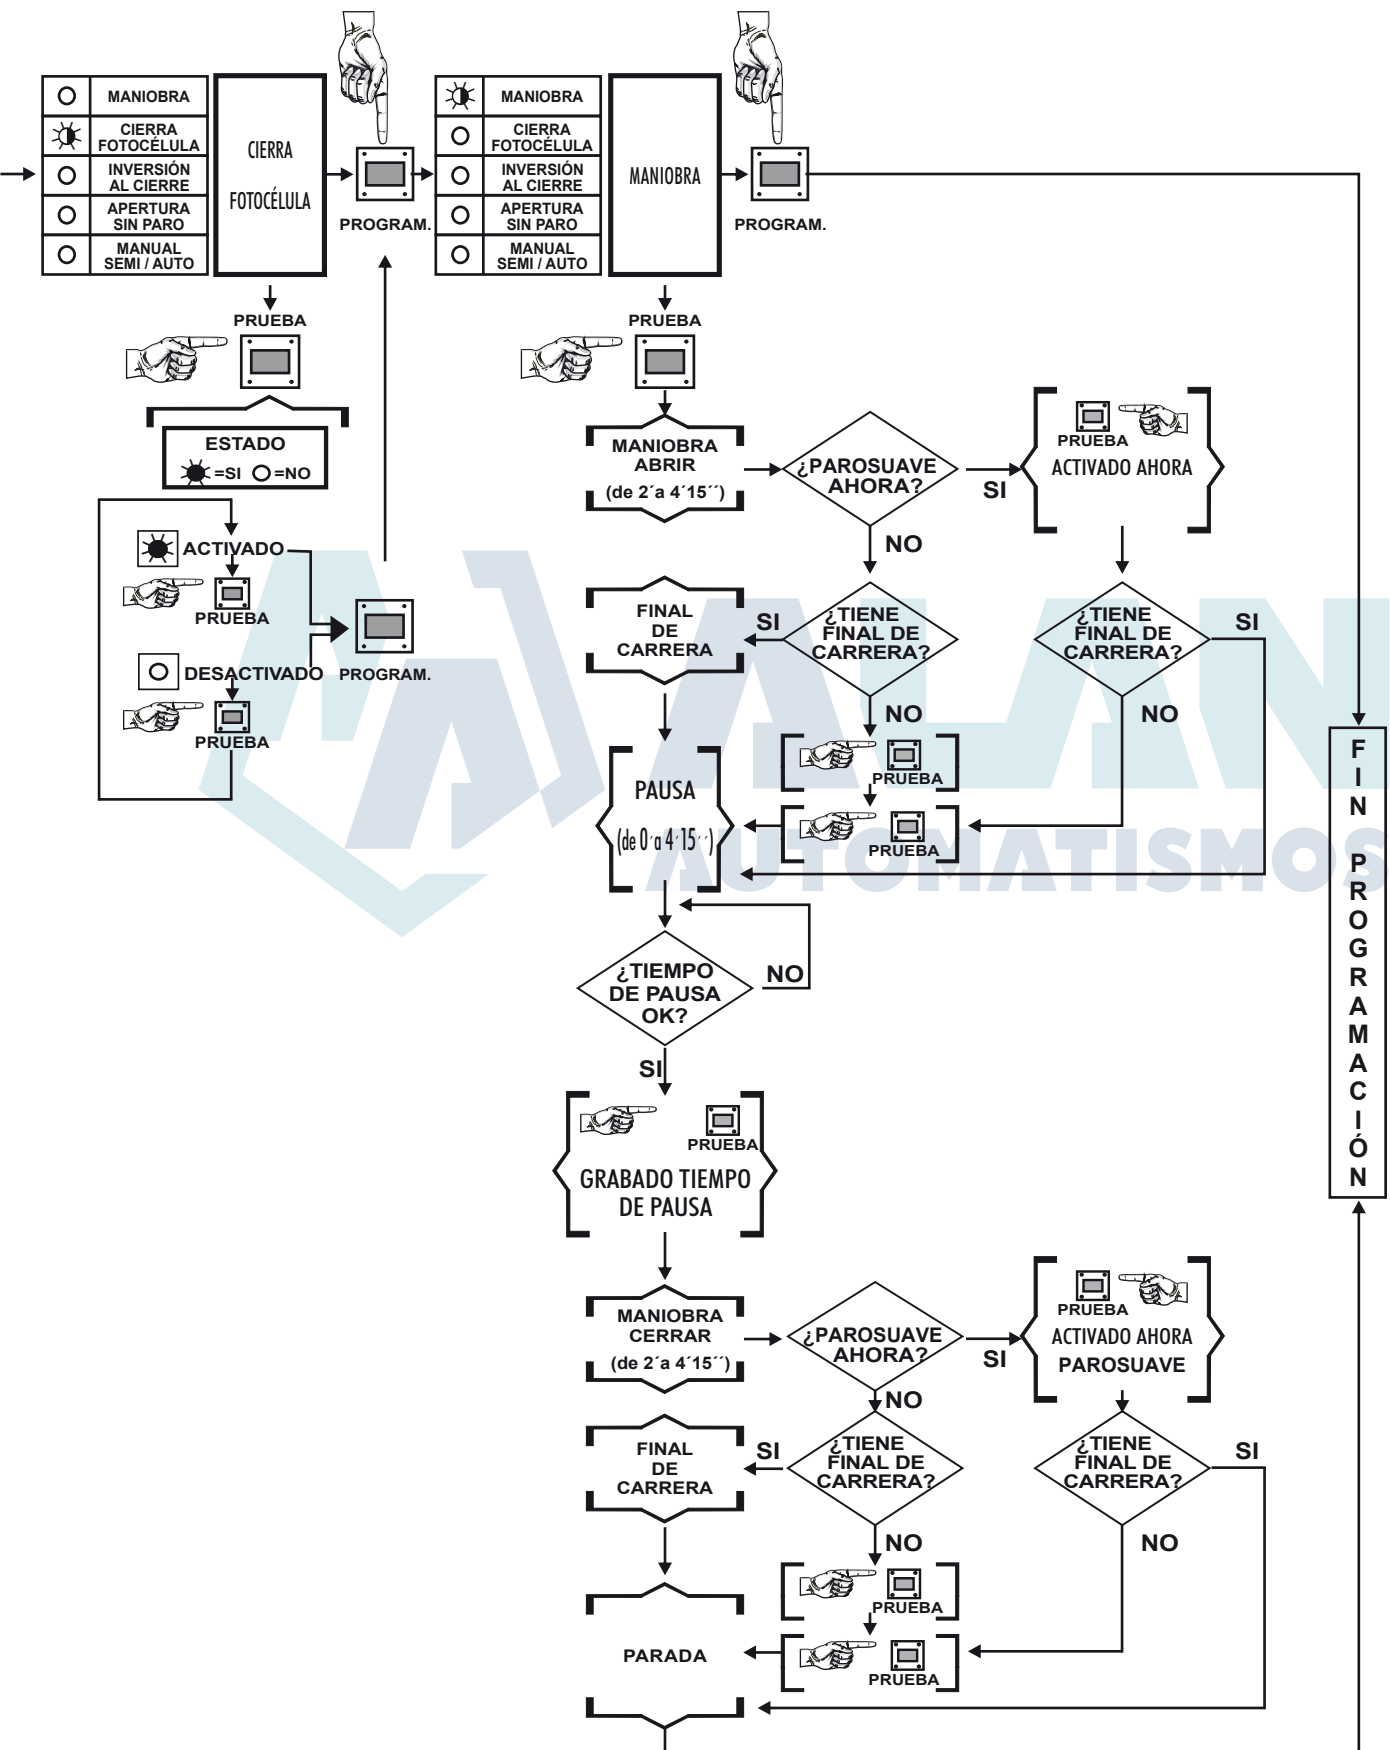 MANIOBRA
CIERRA
FOTOCÉLULA
INVERSIÓN
AL CIERRE
APERTURA
SIN PARO
MANUAL
SEMI / AUTO
CIERRA
FOTOCÉLULA
PROGRAM.
MANIOBRA
CIERRA
FOTOCÉLULA
INVERSIÓN
AL CIERRE
APERTURA
SIN PARO
MANUAL
SEMI / AUTO
MANIOBRA
PROGRAM.
PRUEBA
ESTADO
=SI =NO
ACTIVADO
PRUEBA
DESACTIVADO
PRUEBA
PROGRAM.
PRUEBA
MANIOBRA
ABRIR
(de 2´a 4´15´´)
¿PAROSUAVE
AHORA?
SI
NO
PRUEBA
ACTIVADO AHORA
FINAL
DE
CARRERA
SI
¿TIENE
FINAL DE
CARRERA?
NO
¿TIENE
FINAL DE
CARRERA?
SI
NO
PRUEBA
PRUEBA
PAUSA
(de 0´a 4´15´´)
ALAN
AUTOMATISMOS
¿TIEMPO
DE PAUSA
OK?
NO
SI
PRUEBA
GRABADO TIEMPO
DE PAUSA
FIN PROGRAMACIÓN
MANIOBRA
CERRAR
(de 2´a 4´15´´)
¿PAROSUAVE
AHORA?
SI
NO
PRUEBA
ACTIVADO AHORA
PAROSUAVE
FINAL
DE
CARRERA
SI
¿TIENE
FINAL DE
CARRERA?
NO
¿TIENE
FINAL DE
CARRERA?
SI
NO
PRUEBA
PRUEBA
PARADA